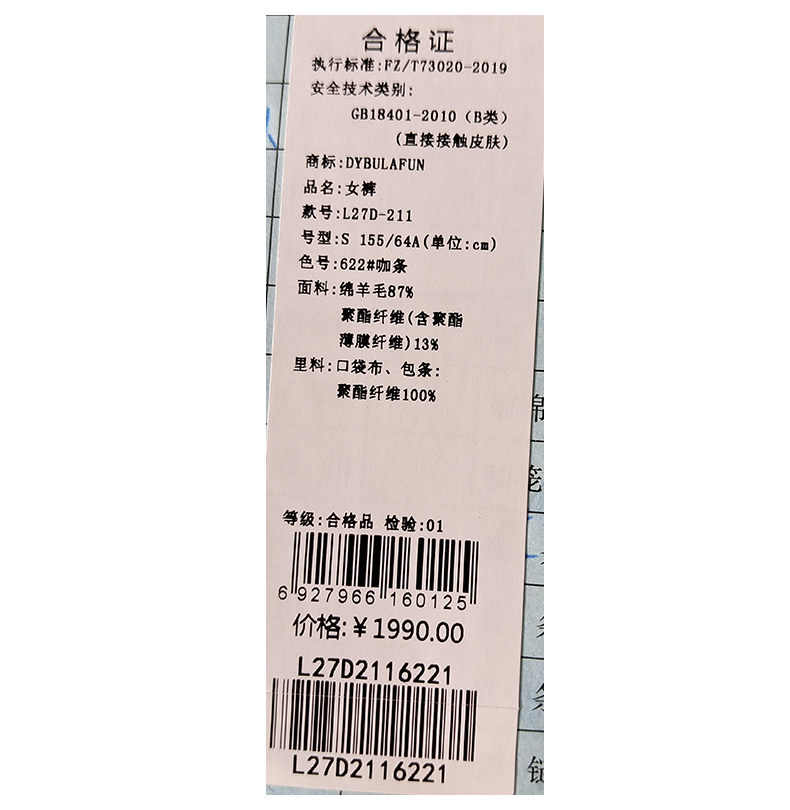 合格证
执行标准:FZ/T73020-2019
安全技术类别:
GB18401-2010（B类）
(直接接触皮肤)
商标:DYBULAFUN
品名:女裤
款号:L27D-211
号型:S 155/64A(单位:cm)
色号:622#咖条
面料:绵羊毛87%
聚酯纤维(含聚酯
薄膜纤维)13%
里料:口袋布、包条:
聚酯纤维100%
等级:合格品 检验:01
6 927966 160125
价格:￥1990.00
L27D2116221
L27D2116221